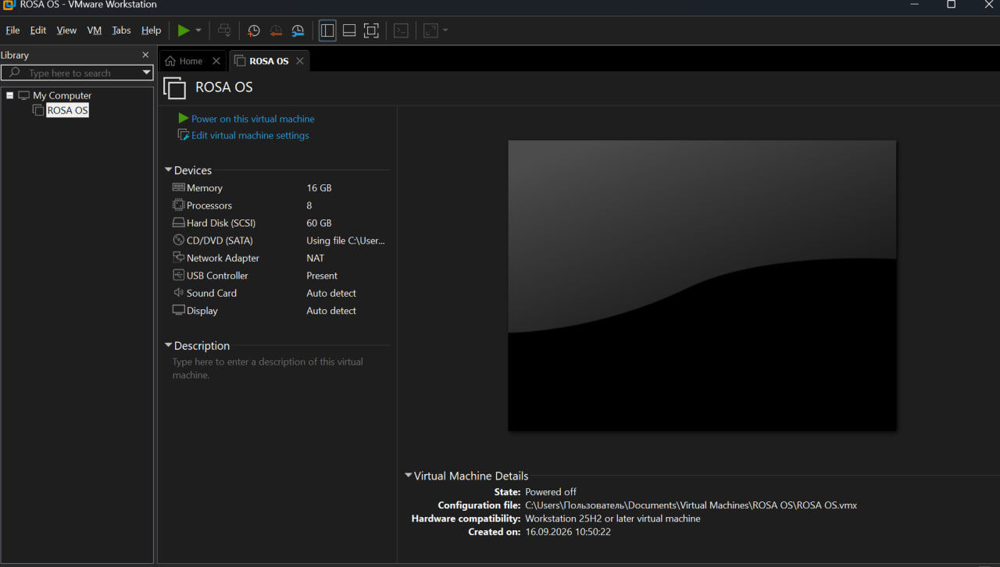 ROSA OS - VMware Workstation
File Edit View VM Tabs Help
Library
Type here to search
My Computer
ROSA OS
Home
ROSA OS
ROSA OS
Power on this virtual machine
Edit virtual machine settings
Devices
Memory 16 GB
Processors 8
Hard Disk (SCSI) 60 GB
CD/DVD (SATA) Using file C:\User...
Network Adapter NAT
USB Controller Present
Sound Card Auto detect
Display Auto detect
Description
Type here to enter a description of this virtual
machine.
Virtual Machine Details
State: Powered off
Configuration file: C:\Users\Пользователь\Documents\Virtual Machines\ROSA OS\ROSA OS.vmx
Hardware compatibility: Workstation 25H2 or later virtual machine
Created on: 16.09.2026 10:50:22